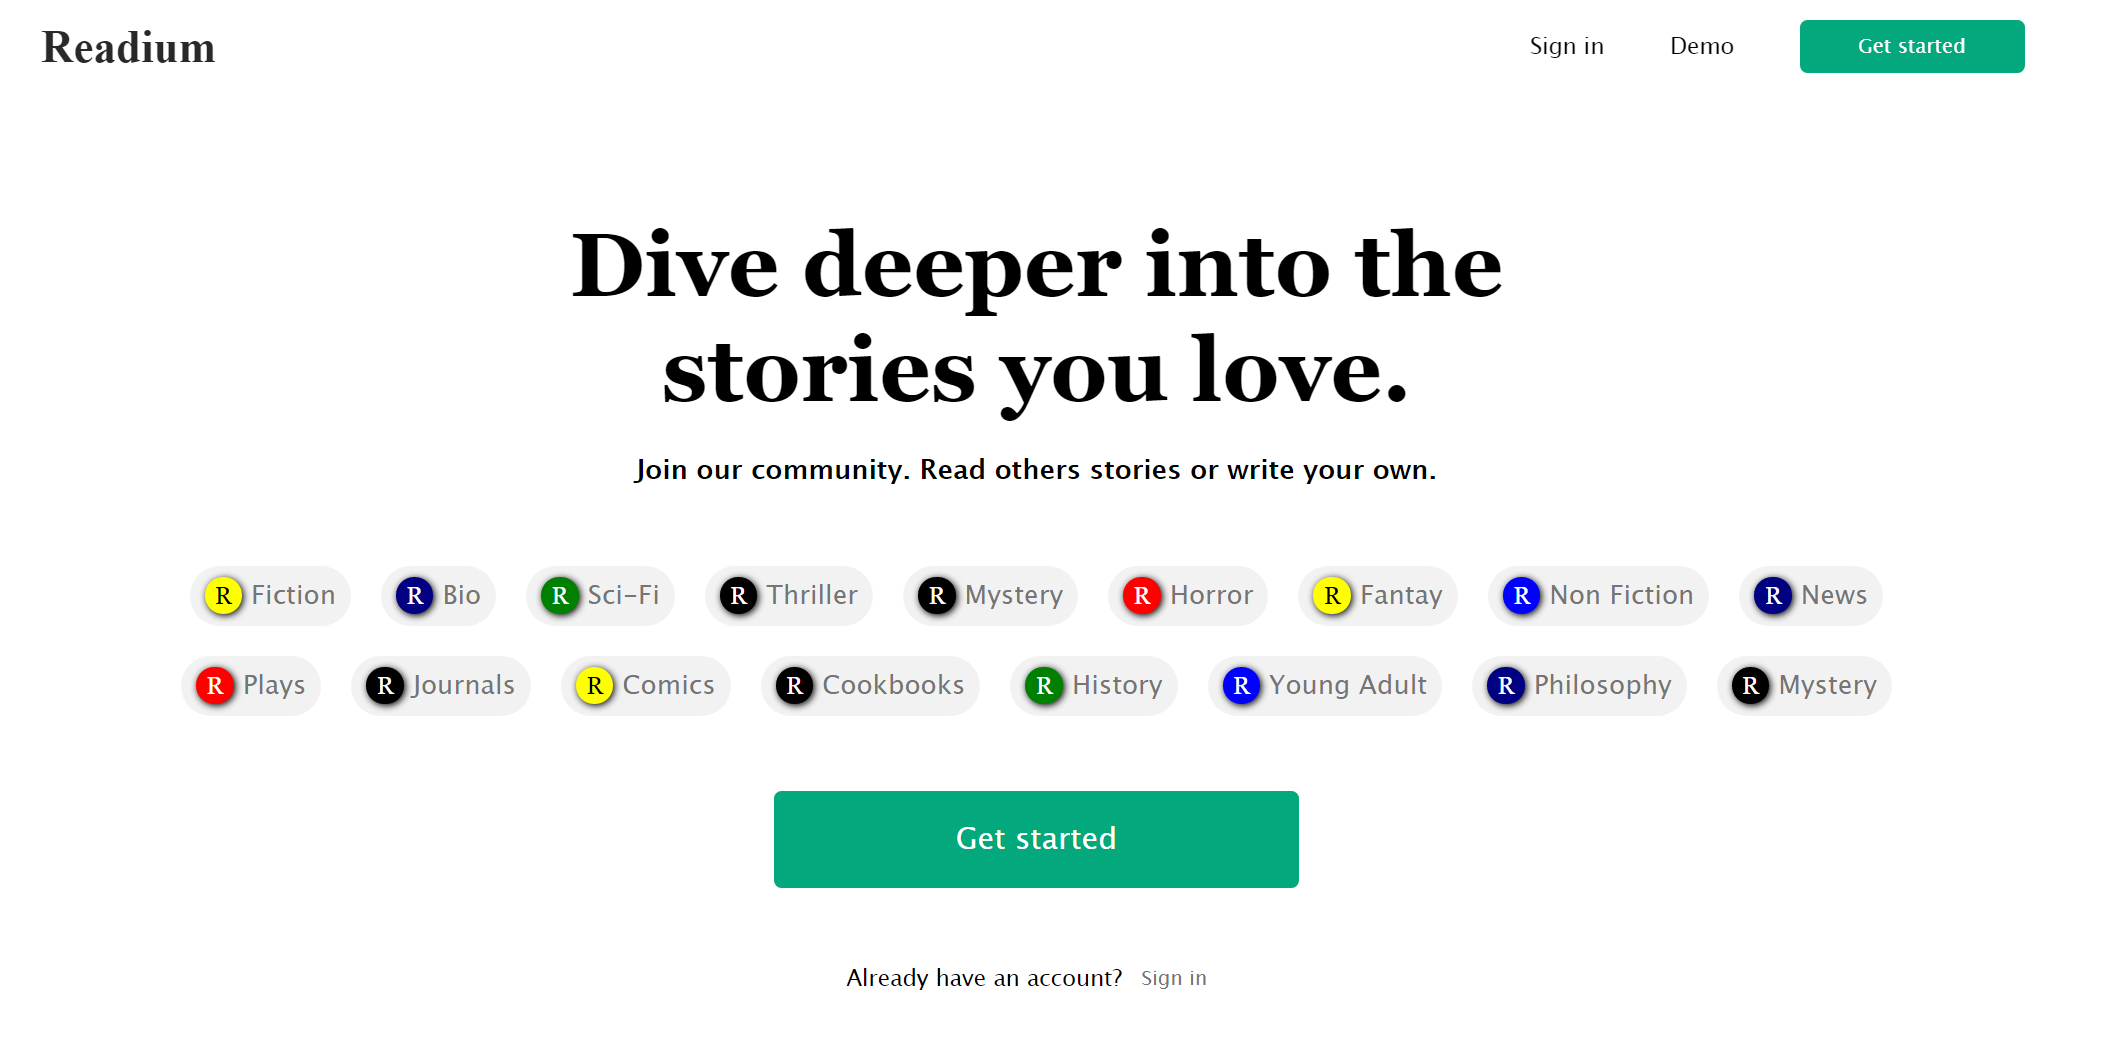 Readium Sign in Demo Get started
Dive deeper into the
stories you love.
Join our community. Read others stories or write your own.
R Fiction R Bio R Sci-Fi R Thriller R Mystery R Horror R Fantay R Non Fiction R News
R Plays R Journals R Comics R Cookbooks R History R Young Adult R Philosophy R Mystery
Get started
Already have an account? Sign in